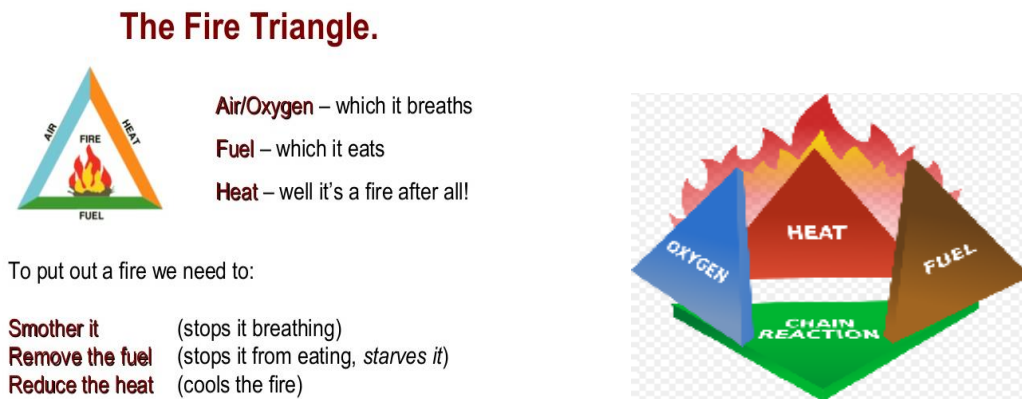 The Fire Triangle.
AIR
HEAT
FIRE
FUEL
Air/Oxygen – which it breaths
Fuel – which it eats
Heat – well it's a fire after all!
To put out a fire we need to:
Smother it (stops it breathing)
Remove the fuel (stops it from eating, starves it)
Reduce the heat (cools the fire)
OXYGEN
HEAT
FUEL
CHAIN
REACTION